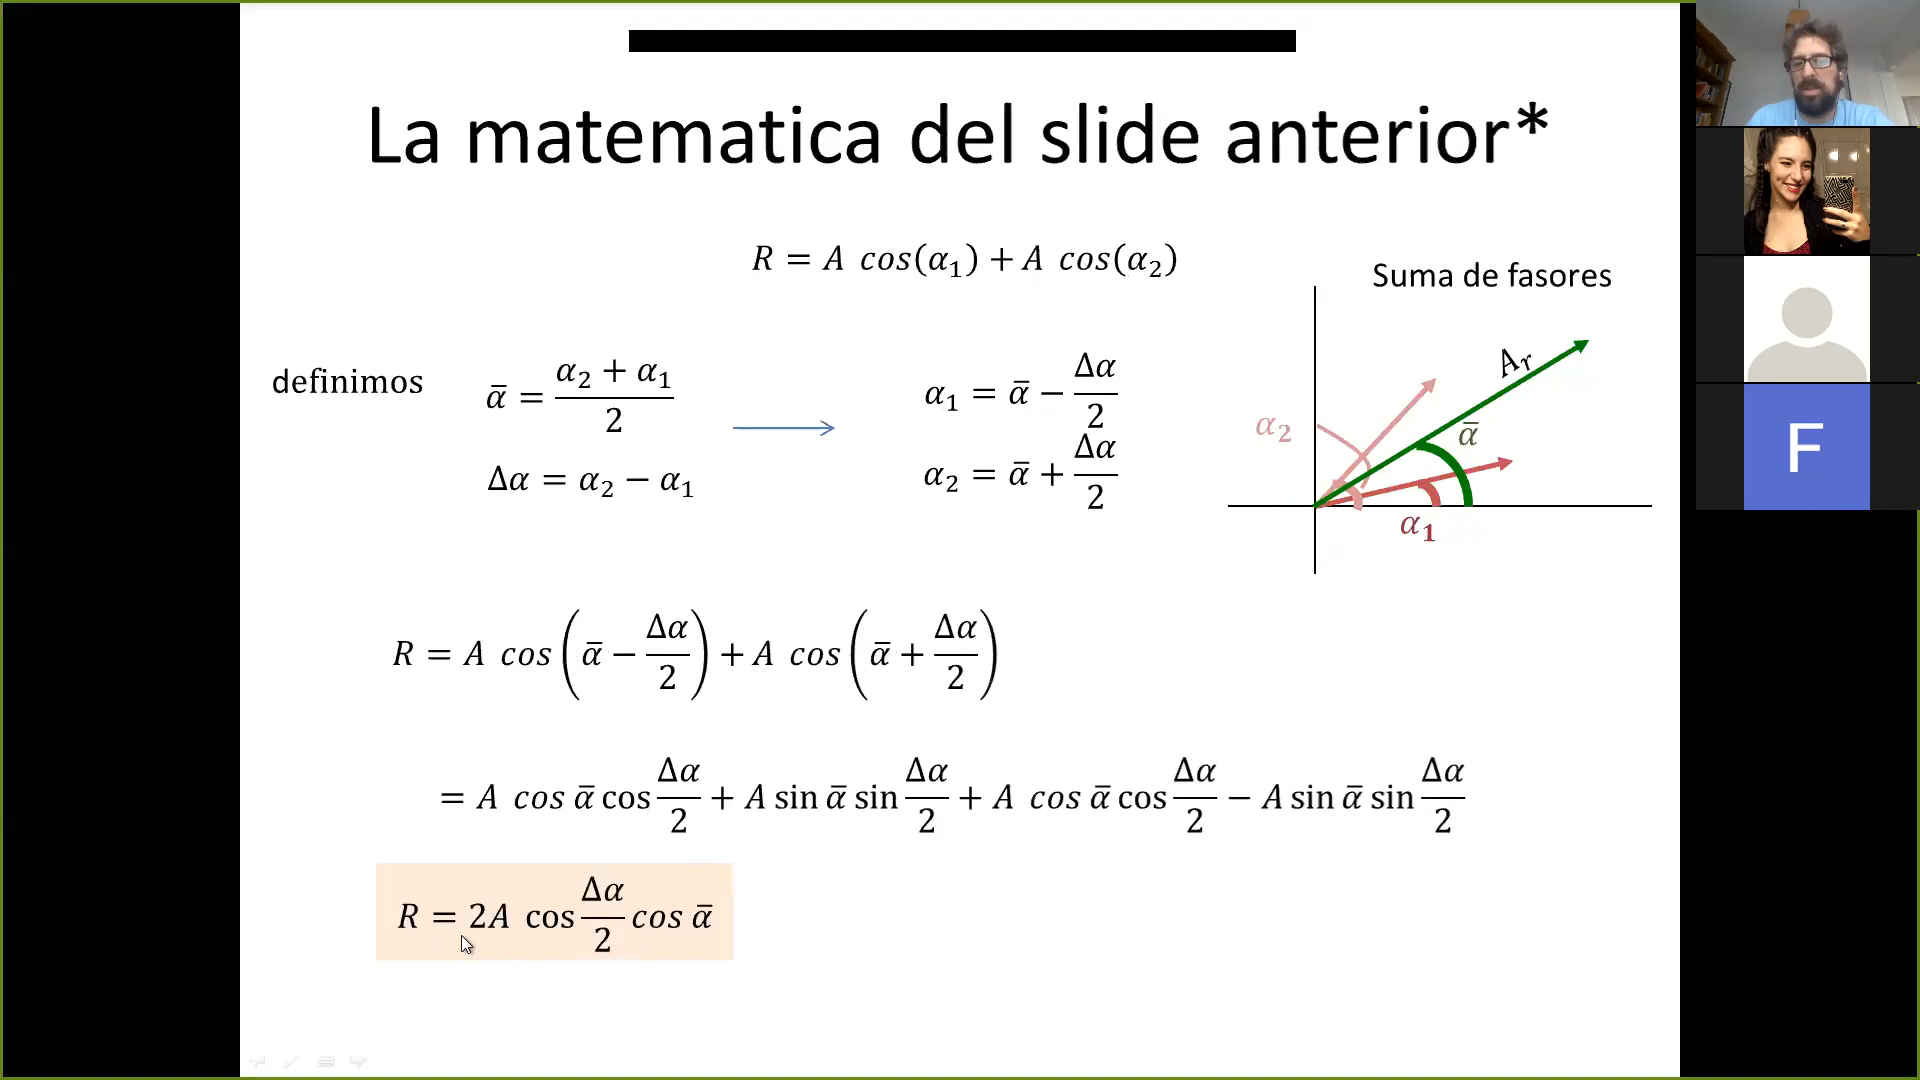 La matematica del slide anterior*
R = A cos(α₁) + A cos(α₂)
Suma de fasores
definimos
ᾱ = (α₂ + α₁)/2
Δα = α₂ − α₁
α₁ = ᾱ − Δα/2
α₂ = ᾱ + Δα/2
Aᵣ
α₂
ᾱ
α₁
R = A cos(ᾱ − Δα/2) + A cos(ᾱ + Δα/2)
= A cos ᾱ cos Δα/2 + A sin ᾱ sin Δα/2 + A cos ᾱ cos Δα/2 − A sin ᾱ sin Δα/2
R = 2A cos Δα/2 cos ᾱ
F